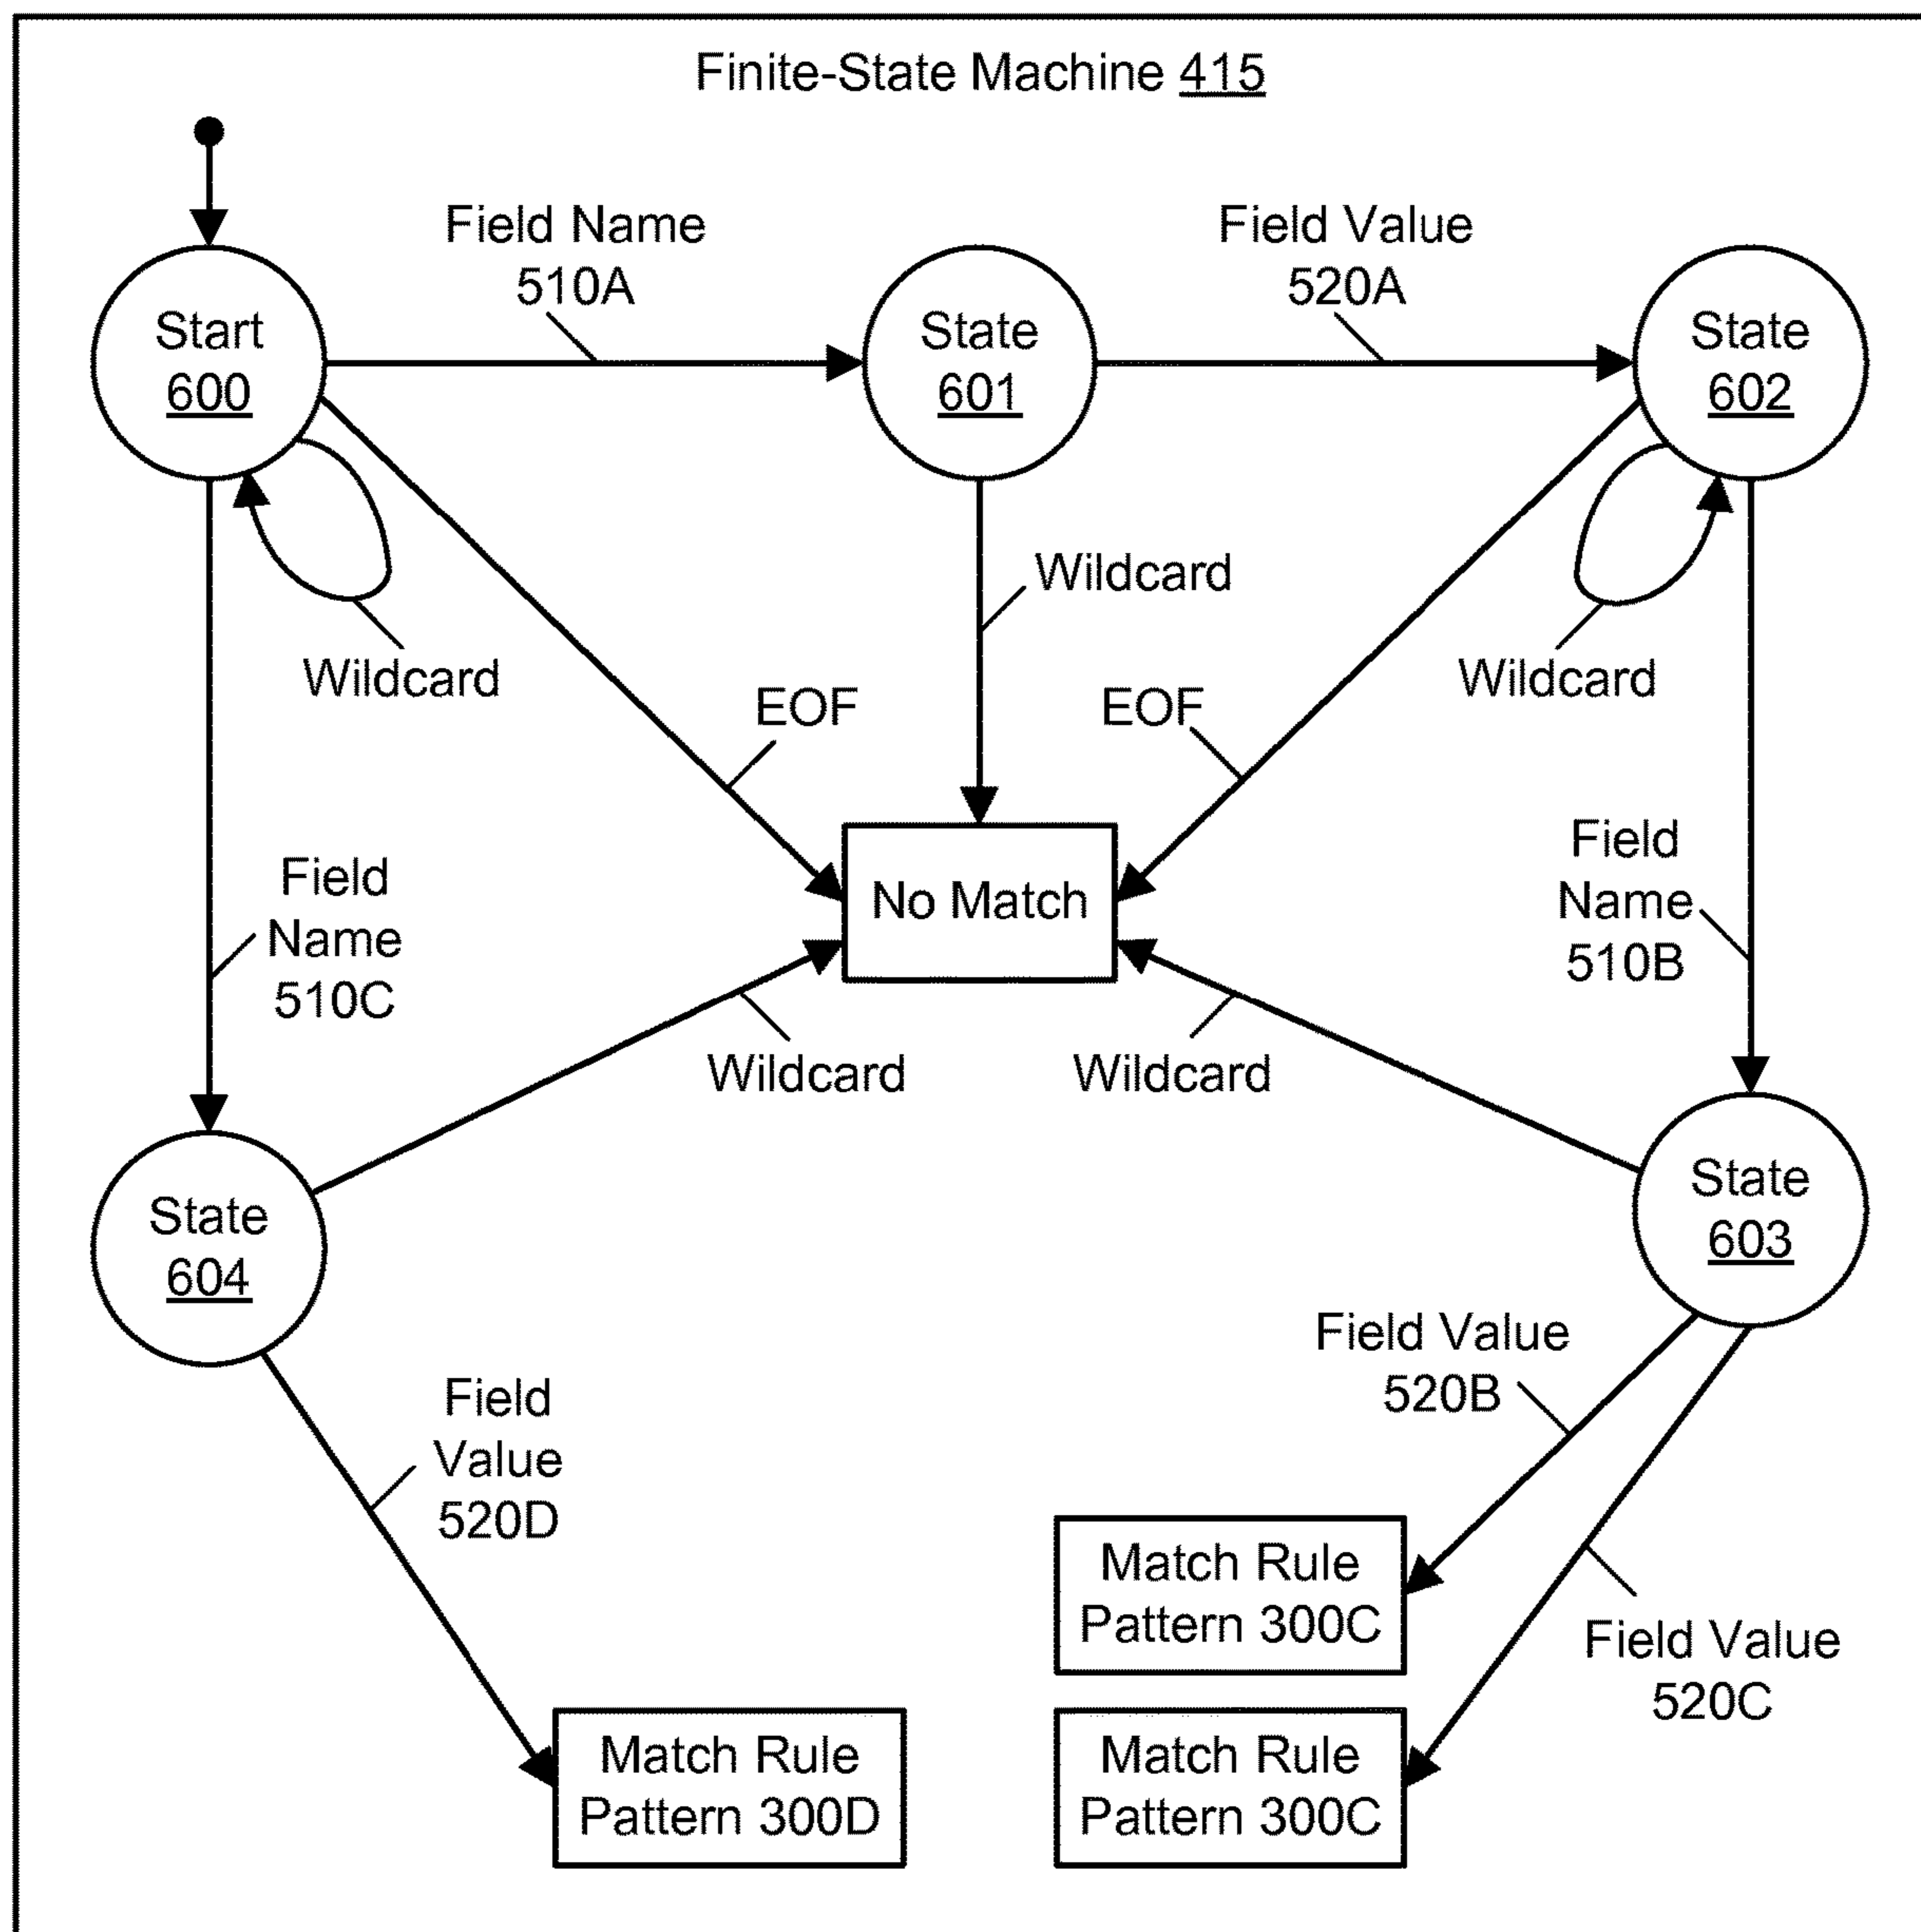 Finite-State Machine 415
Field Name
510A
Field Value
520A
Start
600
State
601
State
602
Wildcard
Wildcard
Wildcard
EOF
EOF
Field
Name
510C
No Match
Field
Name
510B
Wildcard
Wildcard
State
604
State
603
Field Value
520B
Field
Value
520D
Match Rule
Pattern 300C
Field Value
520C
Match Rule
Pattern 300D
Match Rule
Pattern 300C